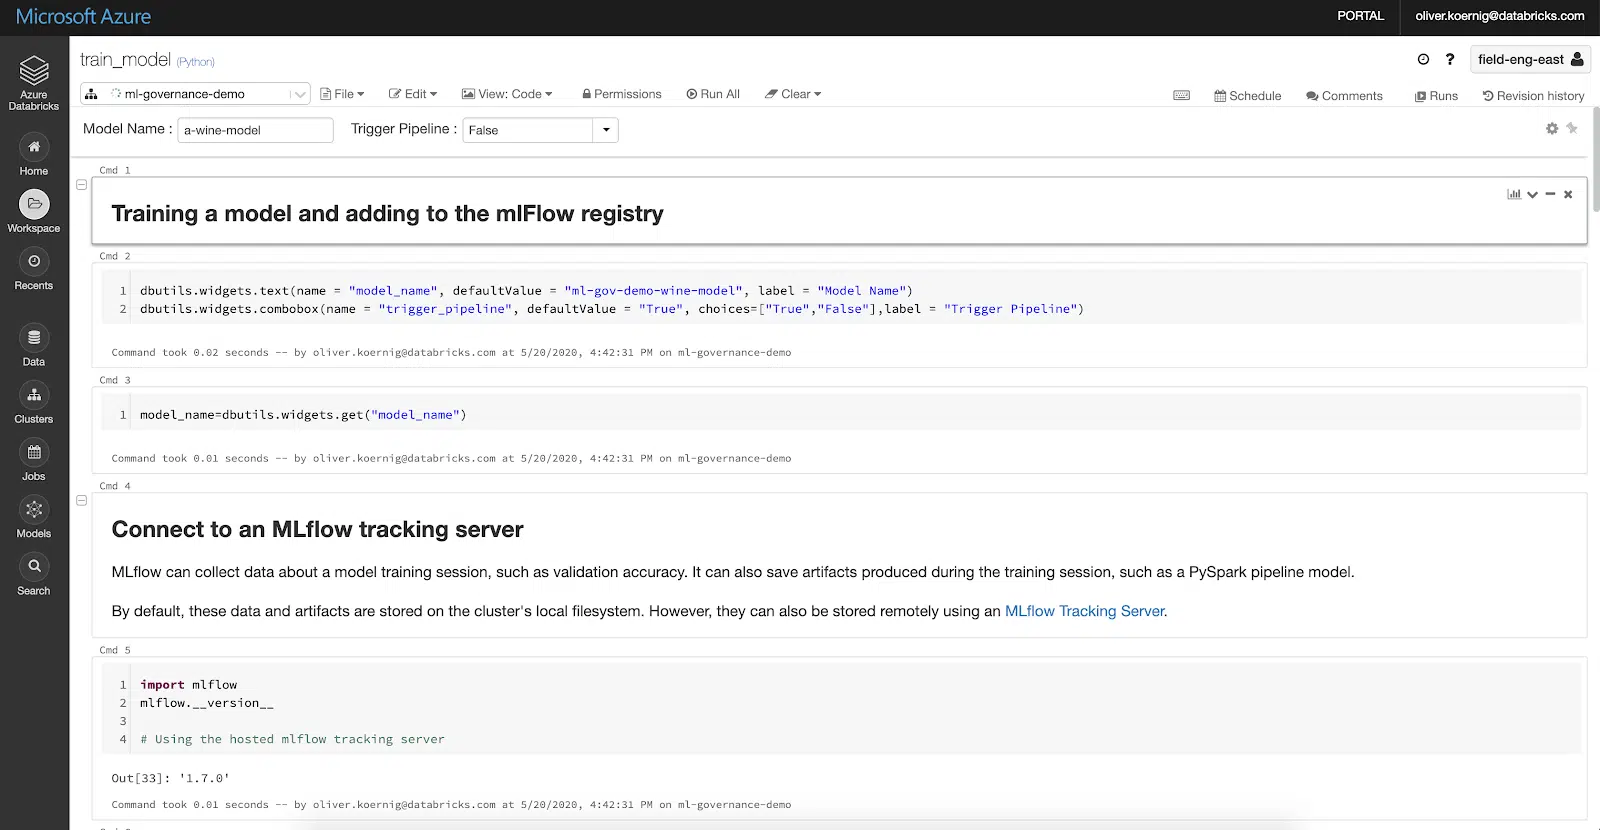 Microsoft Azure
PORTAL
oliver.koernig@databricks.com
train_model (Python)
? field-eng-east
ml-governance-demo
File
Edit
View: Code
Permissions
Run All
Clear
Schedule
Comments
Runs
Revision history
Model Name : a-wine-model
Trigger Pipeline : False
Azure
Databricks
Home
Workspace
Recents
Data
Clusters
Jobs
Models
Search
Cmd 1
Training a model and adding to the mlFlow registry
Cmd 2
1 dbutils.widgets.text(name = "model_name", defaultValue = "ml-gov-demo-wine-model", label = "Model Name")
2 dbutils.widgets.combobox(name = "trigger_pipeline", defaultValue = "True", choices=["True","False"],label = "Trigger Pipeline")
Command took 0.02 seconds -- by oliver.koernig@databricks.com at 5/20/2020, 4:42:31 PM on ml-governance-demo
Cmd 3
1 model_name=dbutils.widgets.get("model_name")
Command took 0.01 seconds -- by oliver.koernig@databricks.com at 5/20/2020, 4:42:31 PM on ml-governance-demo
Cmd 4
Connect to an MLflow tracking server
MLflow can collect data about a model training session, such as validation accuracy. It can also save artifacts produced during the training session, such as a PySpark pipeline model.
By default, these data and artifacts are stored on the cluster's local filesystem. However, they can also be stored remotely using an MLflow Tracking Server.
Cmd 5
1 import mlflow
2 mlflow.__version__
3
4 # Using the hosted mlflow tracking server
Out[33]: '1.7.0'
Command took 0.01 seconds -- by oliver.koernig@databricks.com at 5/20/2020, 4:42:31 PM on ml-governance-demo